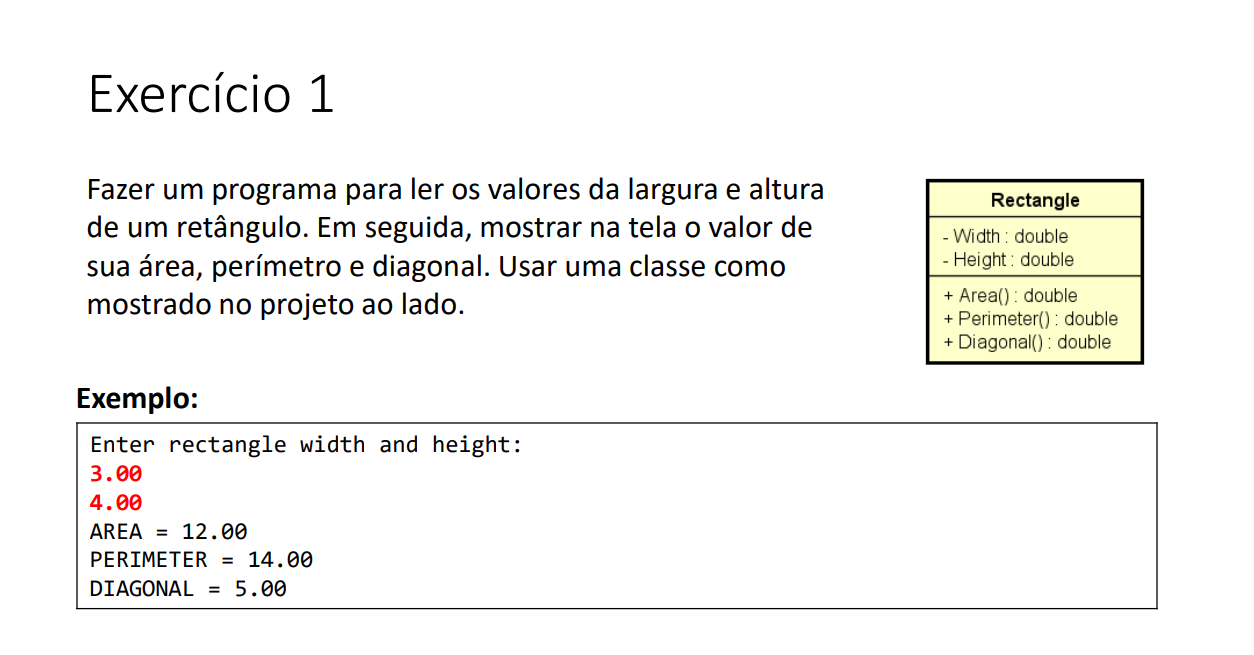 Exercício 1
Fazer um programa para ler os valores da largura e altura
de um retângulo. Em seguida, mostrar na tela o valor de
sua área, perímetro e diagonal. Usar uma classe como
mostrado no projeto ao lado.
Rectangle
- Width : double
- Height : double
+ Area() : double
+ Perimeter() : double
+ Diagonal() : double
Exemplo:
Enter rectangle width and height:
3.00
4.00
AREA = 12.00
PERIMETER = 14.00
DIAGONAL = 5.00